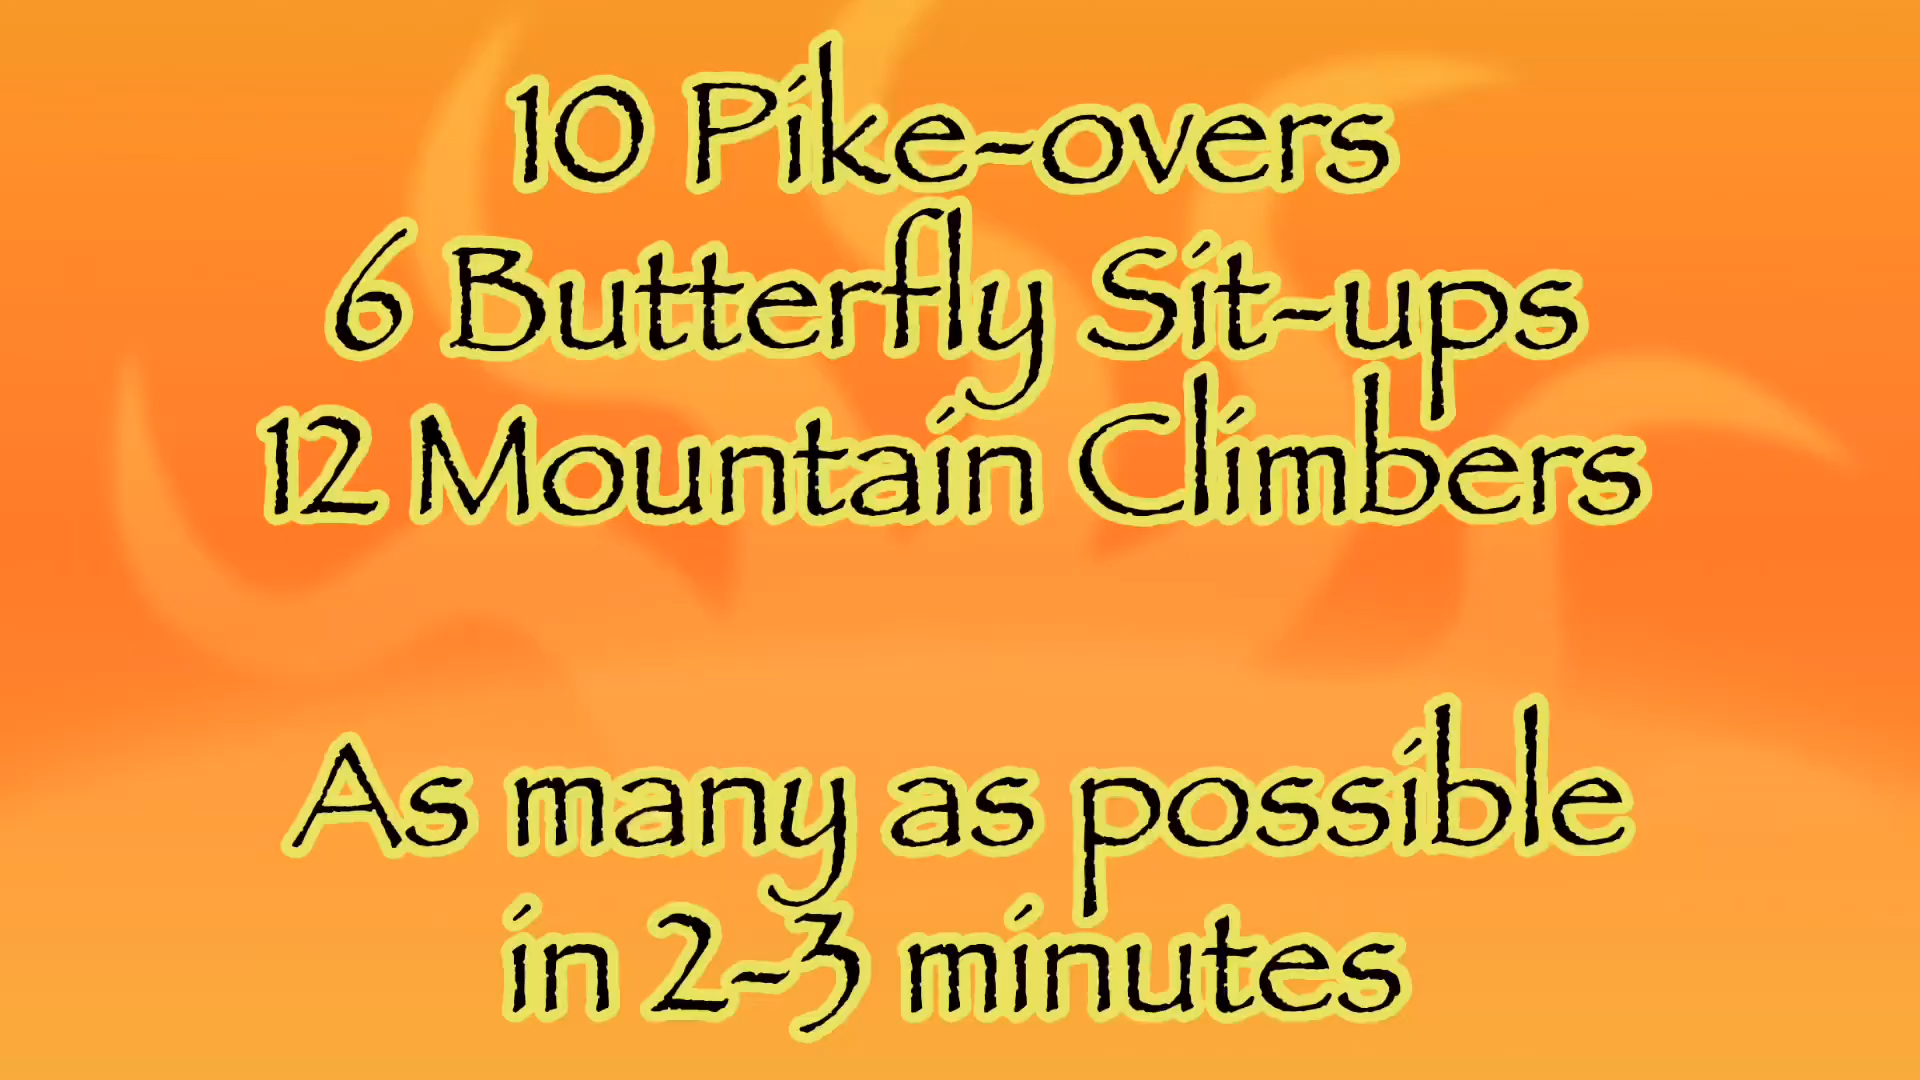 10 Pike-overs
6 Butterfly Sit-ups
12 Mountain Climbers
As many as possible
in 2-3 minutes